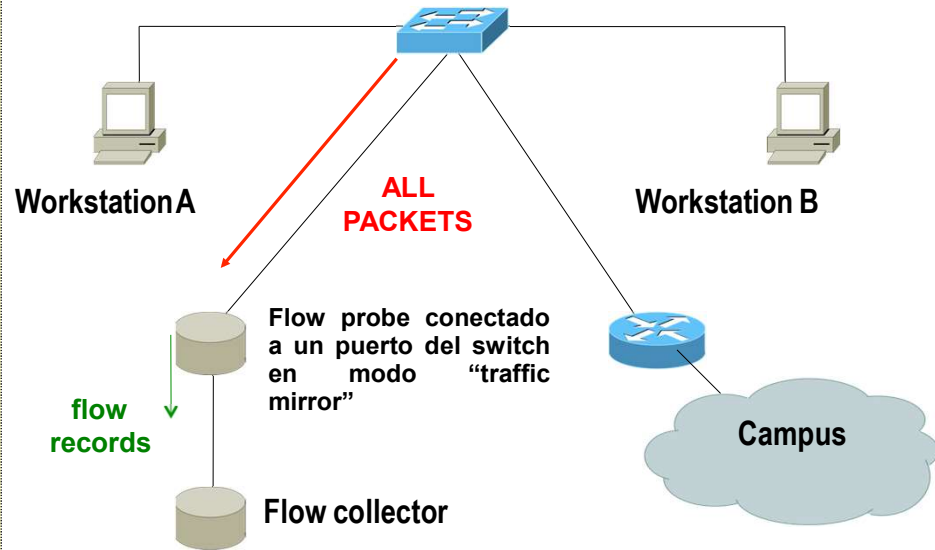 Workstation A
ALL
PACKETS
Workstation B
Flow probe conectado
a un puerto del switch
en modo “traffic
mirror”
flow
records
Campus
Flow collector